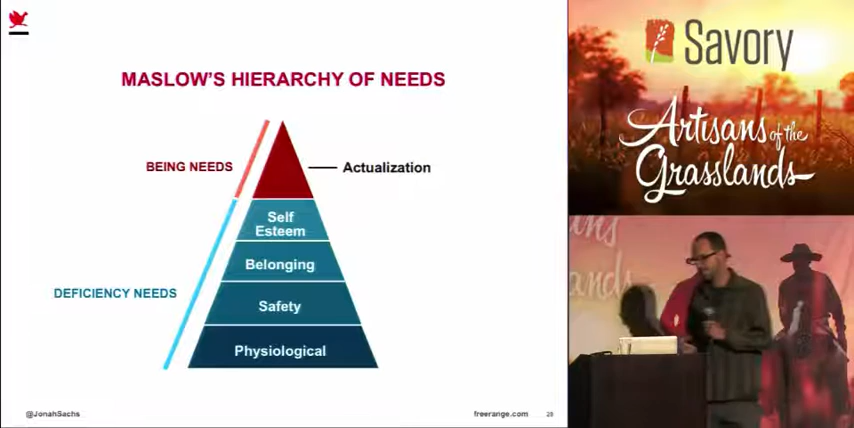 MASLOW'S HIERARCHY OF NEEDS
BEING NEEDS
Actualization
Self
Esteem
Belonging
DEFICIENCY NEEDS
Safety
Physiological
@JonahSachs
freerange.com
Savory
Artisans of the
Grasslands
ands